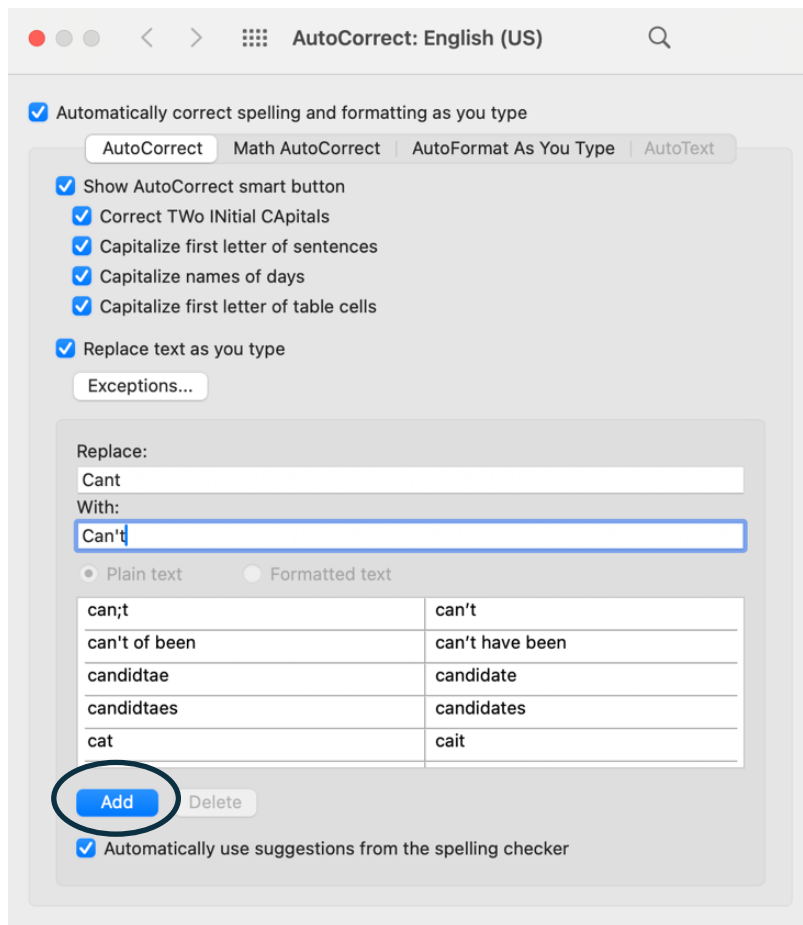 AutoCorrect: English (US)
Automatically correct spelling and formatting as you type
AutoCorrect Math AutoCorrect AutoFormat As You Type AutoText
Show AutoCorrect smart button
Correct TWo INitial CApitals
Capitalize first letter of sentences
Capitalize names of days
Capitalize first letter of table cells
Replace text as you type
Exceptions...
Replace:
Cant
With:
Can't
Plain text Formatted text
can;t can’t
can't of been can’t have been
candidtae candidate
candidtaes candidates
cat cait
Add Delete
Automatically use suggestions from the spelling checker